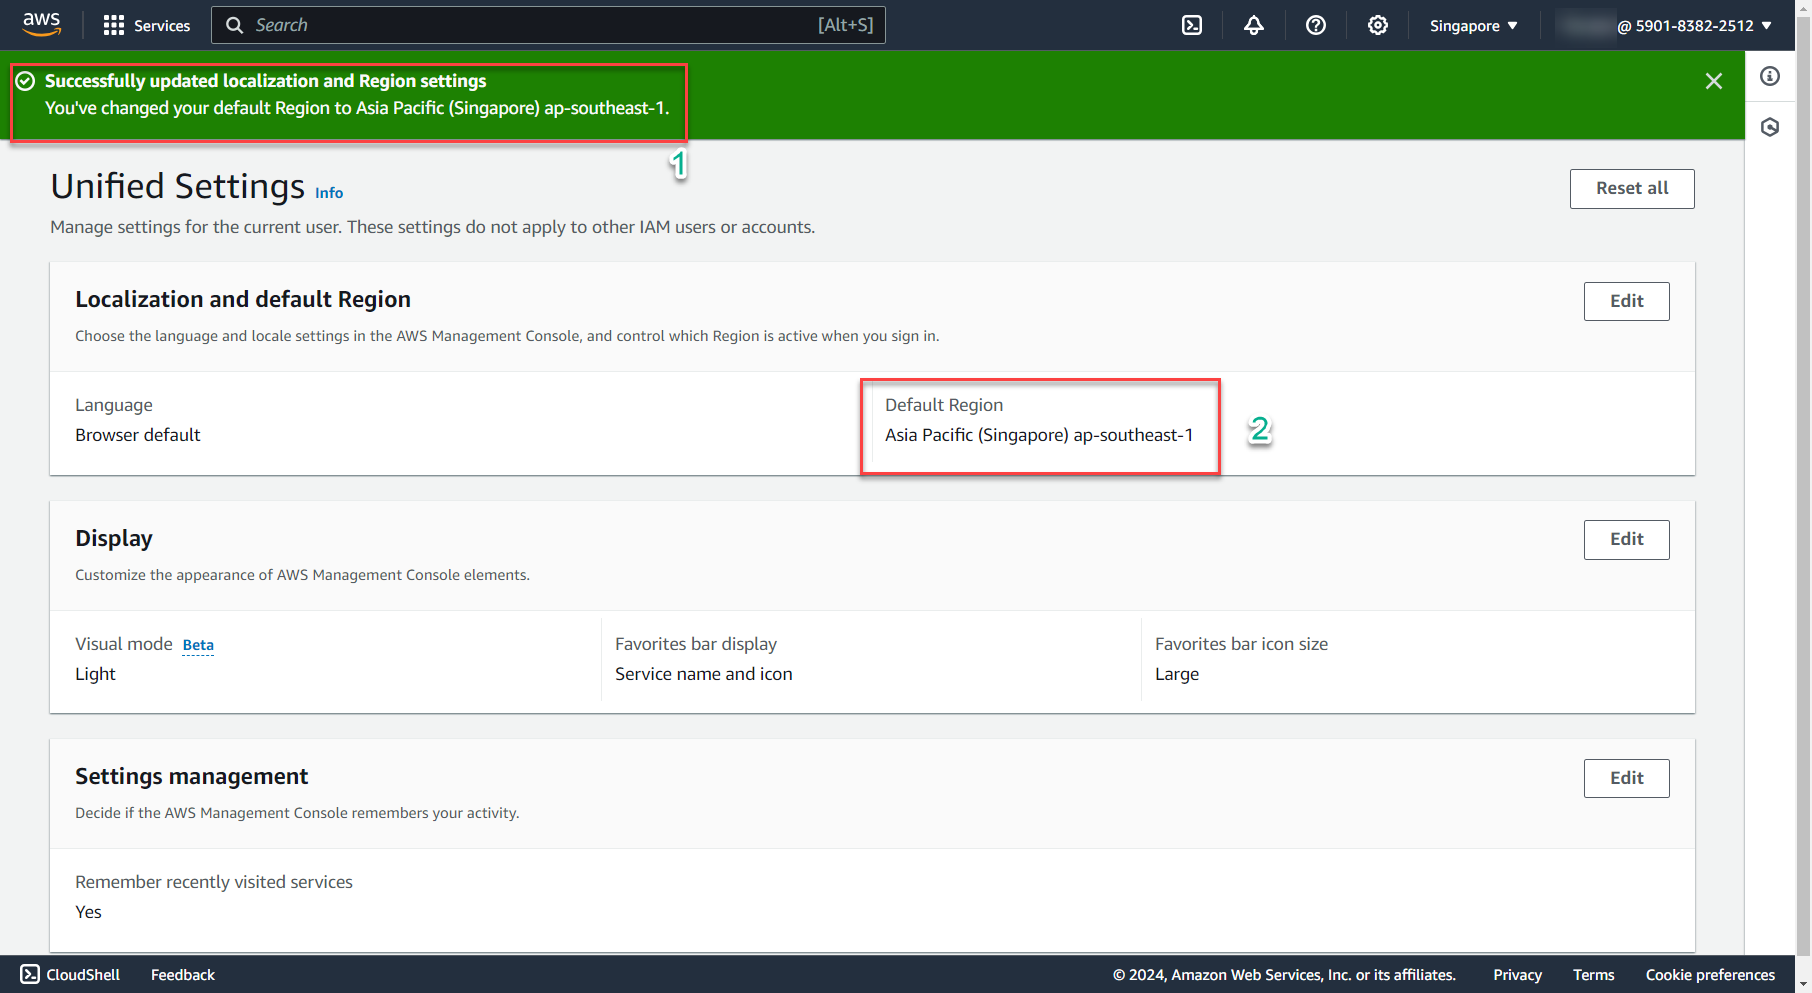 aws
Services
Search
[Alt+S]
Singapore
@ 5901-8382-2512
Successfully updated localization and Region settings
You've changed your default Region to Asia Pacific (Singapore) ap-southeast-1.
1
Unified Settings Info
Reset all
Manage settings for the current user. These settings do not apply to other IAM users or accounts.
Localization and default Region
Edit
Choose the language and locale settings in the AWS Management Console, and control which Region is active when you sign in.
Language
Browser default
Default Region
Asia Pacific (Singapore) ap-southeast-1
2
Display
Edit
Customize the appearance of AWS Management Console elements.
Visual mode Beta
Light
Favorites bar display
Service name and icon
Favorites bar icon size
Large
Settings management
Edit
Decide if the AWS Management Console remembers your activity.
Remember recently visited services
Yes
CloudShell
Feedback
© 2024, Amazon Web Services, Inc. or its affiliates.
Privacy
Terms
Cookie preferences